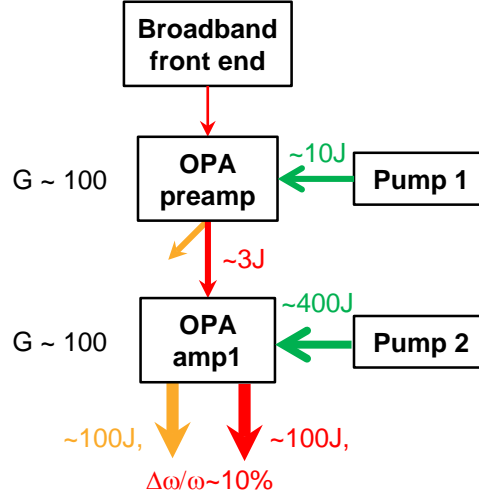 Broadband
front end
G ~ 100
OPA
preamp
~10J
Pump 1
~3J
G ~ 100
OPA
amp1
~400J
Pump 2
~100J,
~100J,
Δω/ω~10%